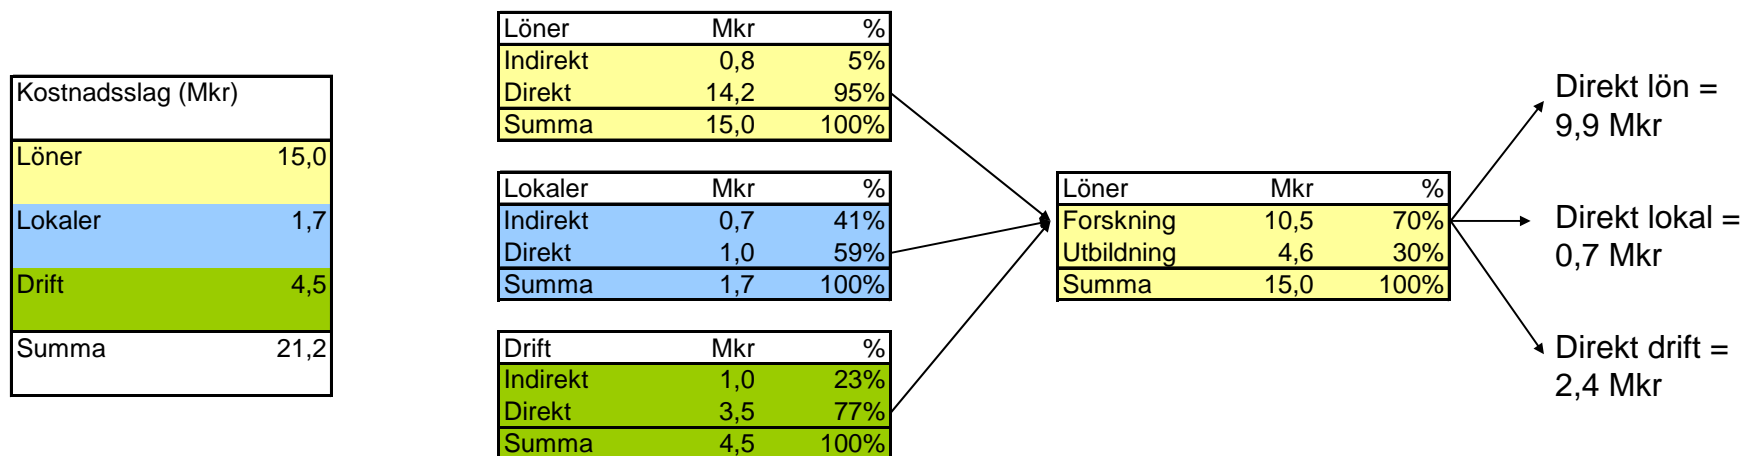 Kostnadsslag (Mkr)
Löner 15,0
Lokaler 1,7
Drift 4,5
Summa 21,2
Löner Mkr %
Indirekt 0,8 5%
Direkt 14,2 95%
Summa 15,0 100%
Lokaler Mkr %
Indirekt 0,7 41%
Direkt 1,0 59%
Summa 1,7 100%
Drift Mkr %
Indirekt 1,0 23%
Direkt 3,5 77%
Summa 4,5 100%
Löner Mkr %
Forskning 10,5 70%
Utbildning 4,6 30%
Summa 15,0 100%
Direkt lön =
9,9 Mkr
Direkt lokal =
0,7 Mkr
Direkt drift =
2,4 Mkr